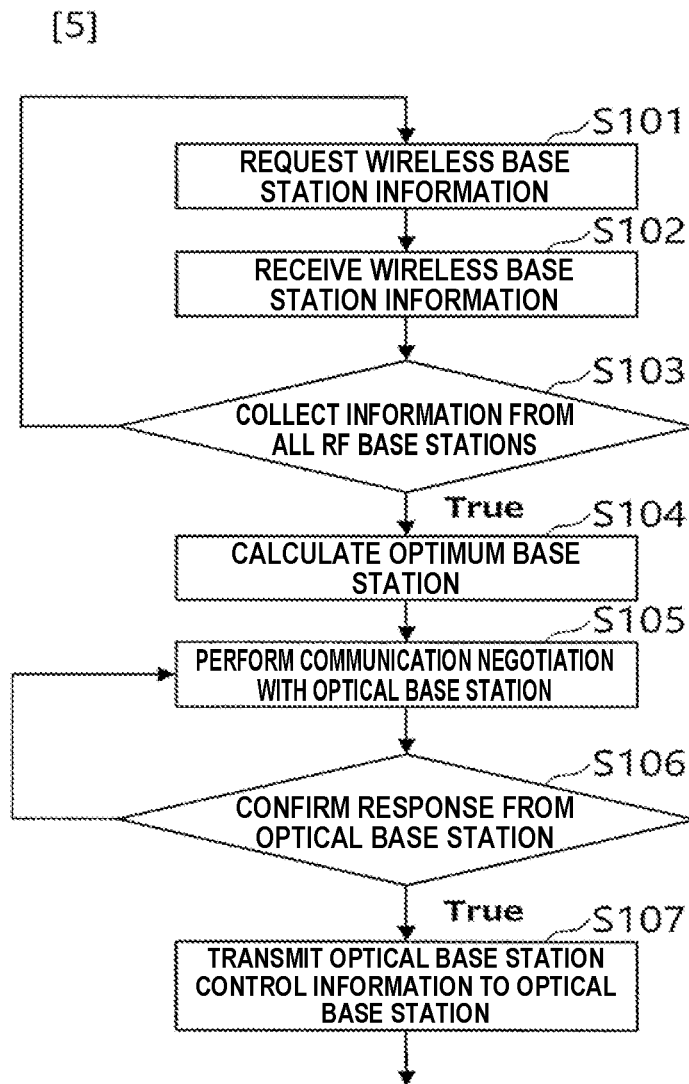 [5]
S101
REQUEST WIRELESS BASE
STATION INFORMATION
S102
RECEIVE WIRELESS BASE
STATION INFORMATION
S103
COLLECT INFORMATION FROM
ALL RF BASE STATIONS
True
S104
CALCULATE OPTIMUM BASE
STATION
S105
PERFORM COMMUNICATION NEGOTIATION
WITH OPTICAL BASE STATION
S106
CONFIRM RESPONSE FROM
OPTICAL BASE STATION
True
S107
TRANSMIT OPTICAL BASE STATION
CONTROL INFORMATION TO OPTICAL
BASE STATION